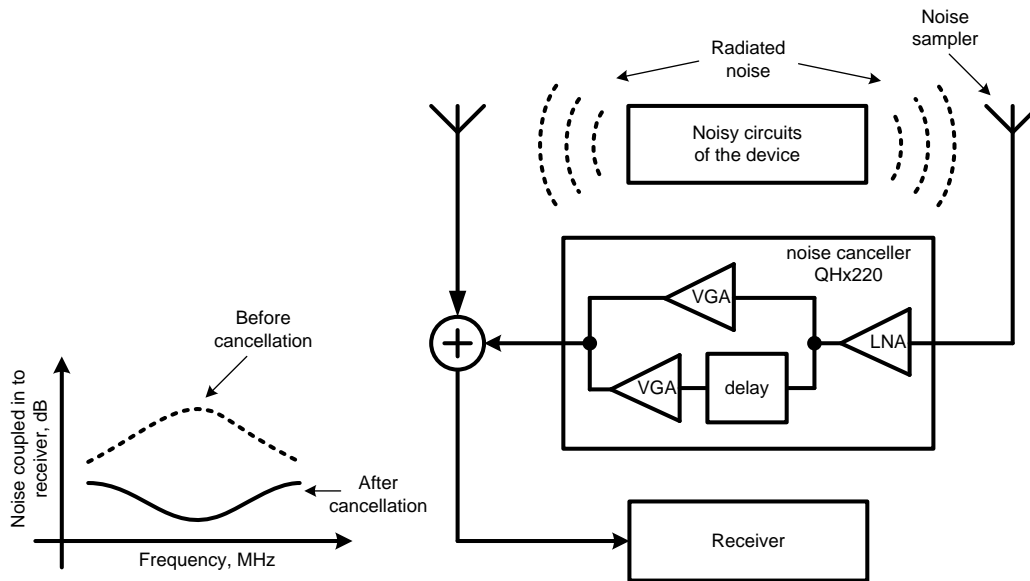 Noise
sampler
Radiated
noise
Noisy circuits
of the device
noise canceller
QHx220
VGA
LNA
VGA
delay
Before
cancellation
Noise coupled in to
receiver, dB
After
cancellation
Frequency, MHz
Receiver